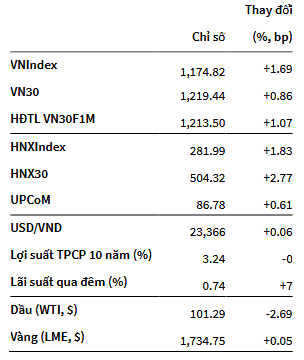 Thay đổi
Chỉ số (%, bp)
VNIndex 1,174.82 +1.69
VN30 1,219.44 +0.86
HĐTL VN30F1M 1,213.50 +1.07
HNXIndex 281.99 +1.83
HNX30 504.32 +2.77
UPCoM 86.78 +0.61
USD/VND 23,366 +0.06
Lợi suất TPCP 10 năm (%) 3.24 -0
Lãi suất qua đêm (%) 0.74 +7
Dầu (WTI, $) 101.29 -2.69
Vàng (LME, $) 1,734.75 +0.05